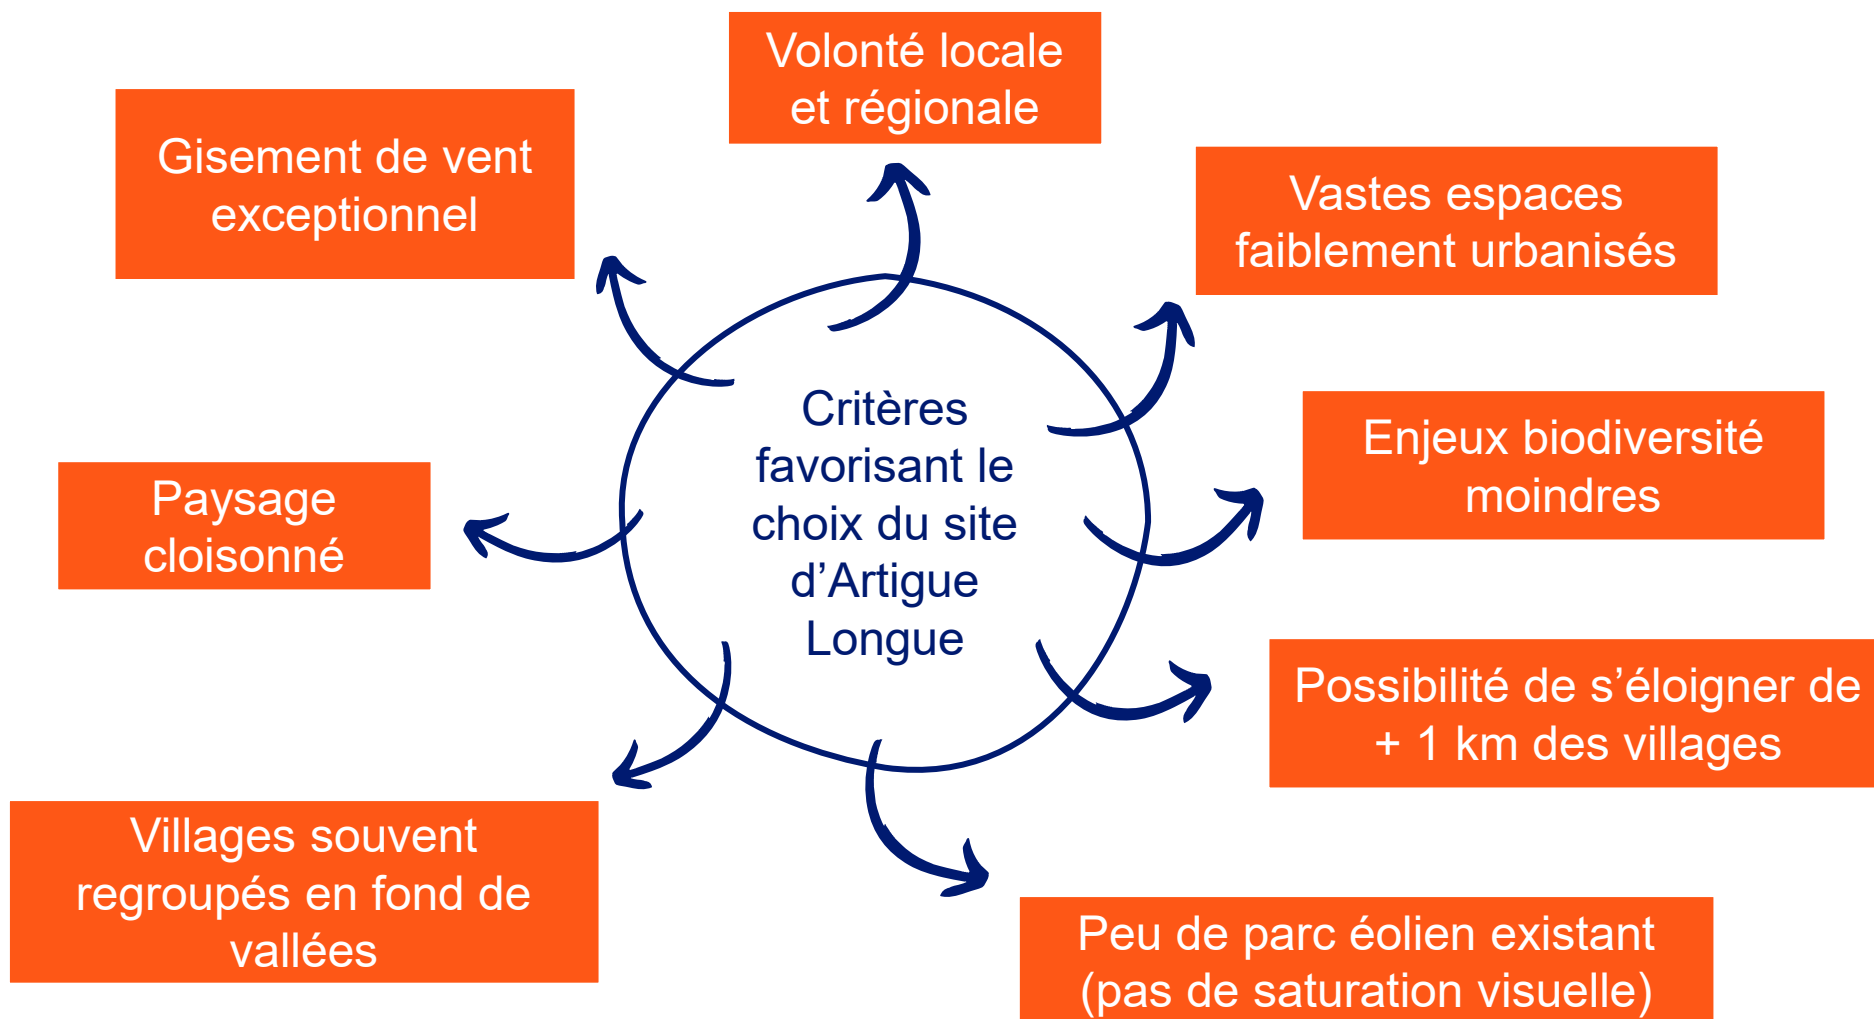 Volonté locale
et régionale
Gisement de vent
exceptionnel
Vastes espaces
faiblement urbanisés
Critères
favorisant le
choix du site
d’Artigue
Longue
Enjeux biodiversité
moindres
Paysage
cloisonné
Possibilité de s’éloigner de
+ 1 km des villages
Villages souvent
regroupés en fond de
vallées
Peu de parc éolien existant
(pas de saturation visuelle)